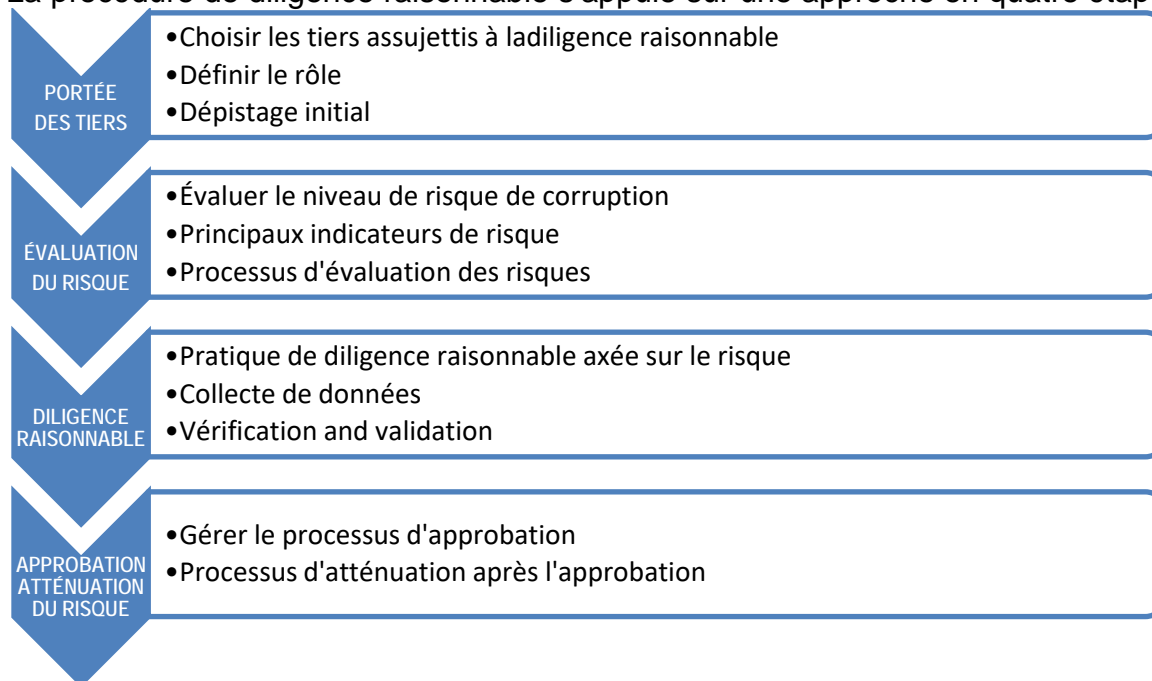 La procédure de diligence raisonnable s'appuie sur une approche en quatre étap
PORTÉE
DES TIERS
•Choisir les tiers assujettis à ladiligence raisonnable
•Définir le rôle
•Dépistage initial
ÉVALUATION
DU RISQUE
•Évaluer le niveau de risque de corruption
•Principaux indicateurs de risque
•Processus d'évaluation des risques
DILIGENCE
RAISONNABLE
•Pratique de diligence raisonnable axée sur le risque
•Collecte de données
•Vérification and validation
APPROBATION
ATTÉNUATION
DU RISQUE
•Gérer le processus d'approbation
•Processus d'atténuation après l'approbation